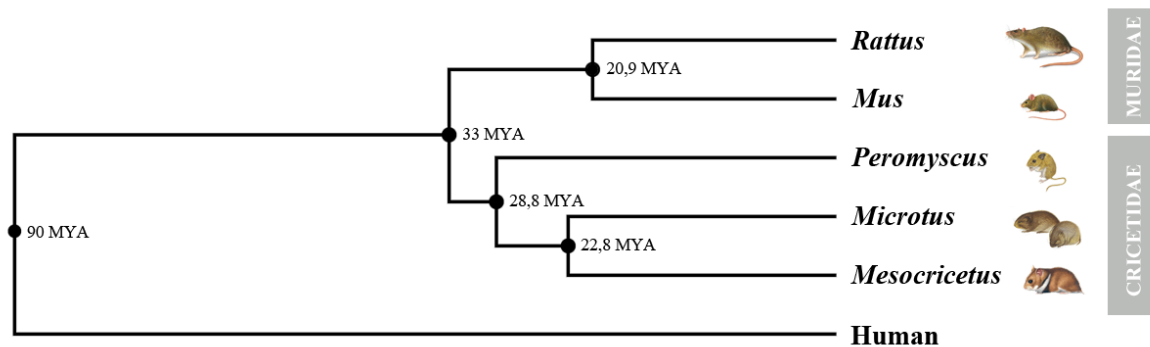 Rattus
20,9 MYA
Mus
MURIDAE
33 MYA
Peromyscus
28,8 MYA
Microtus
90 MYA
22,8 MYA
Mesocricetus
CRICETIDAE
Human